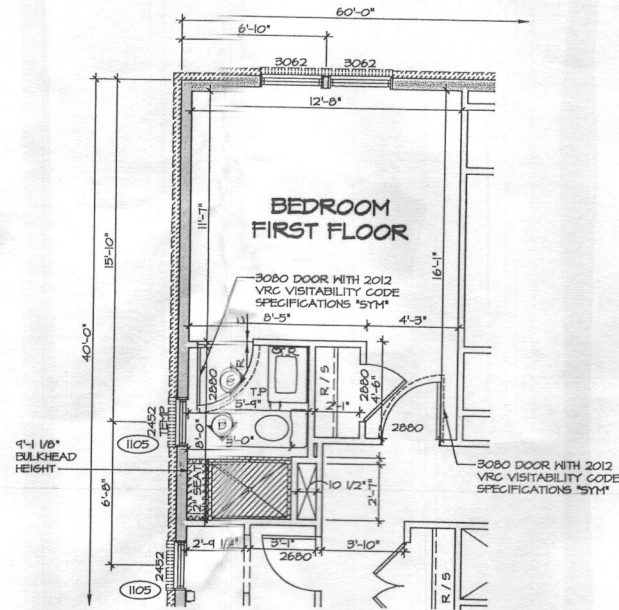 60'-0"
6'-10"
3062 3062
12'-8"
BEDROOM
FIRST FLOOR
11'-7"
15'-10"
40'-0"
16'-1"
3080 DOOR WITH 2012
VRC VISITABILITY CODE
SPECIFICATIONS "SYM"
8'-5" 4'-3"
R/S
2880
T.P.
5'-9"
2'-1"
2880
4'-6"
2880
2452
TEMP
1105
8'-0"
5'-0"
9'-1 1/8"
BULKHEAD
HEIGHT
6'-8"
12" SEAT
10 1/2"
2'-7"
3080 DOOR WITH 2012
VRC VISITABILITY CODE
SPECIFICATIONS "SYM"
2'-9 1/2" 3'-1" 3'-10"
2680
2452
1105
R/S